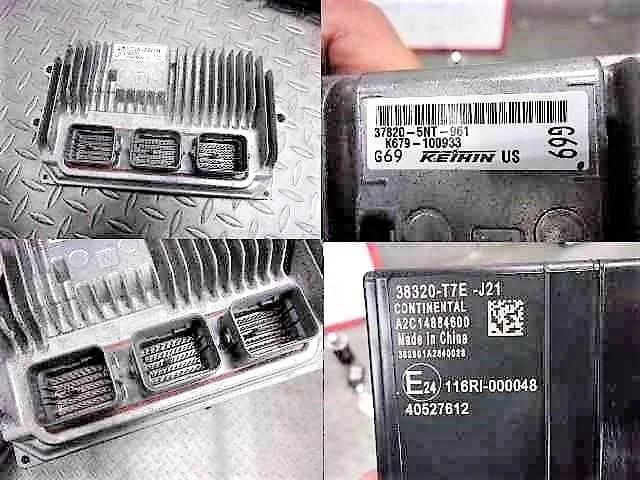 37820-5NT-961
K679-100933
G69 KEIHIN US
G69
38320-T7E -J21
CONTINENTAL
A2C14884600
Made in China
E24 116RI-000048
40527612